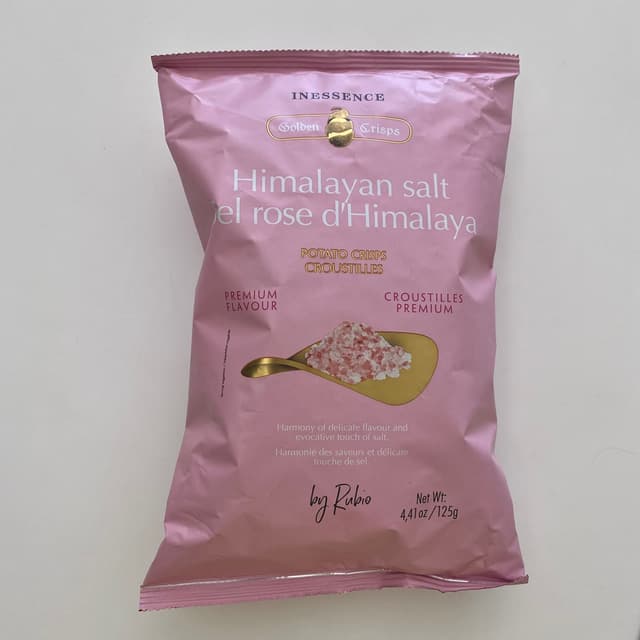 INESSENCE
Golden Crisps
Himalayan salt
el rose d'Himalaya
POTATO CRISPS
CROUSTILLES
PREMIUM
FLAVOUR
CROUSTILLES
PREMIUM
Harmony of delicate flavour and
evocative touch of salt.
Harmonie des saveurs et délicate
touche de sel
by Rubio
Net Wt:
4,41oz/125g